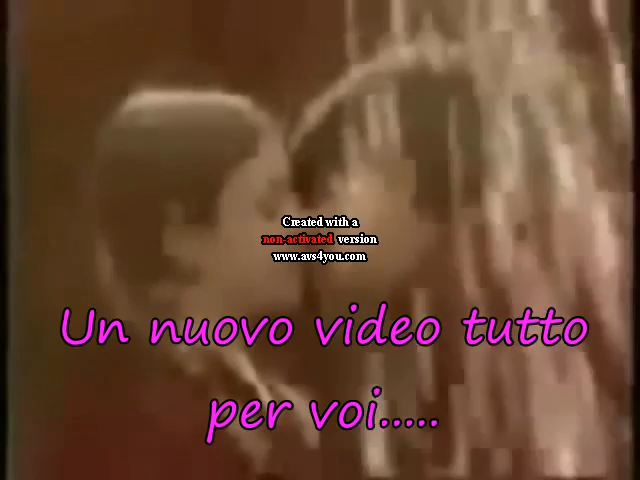 Created with a
non-activated version
www.avs4you.com
Un nuovo video tutto
per voi.....